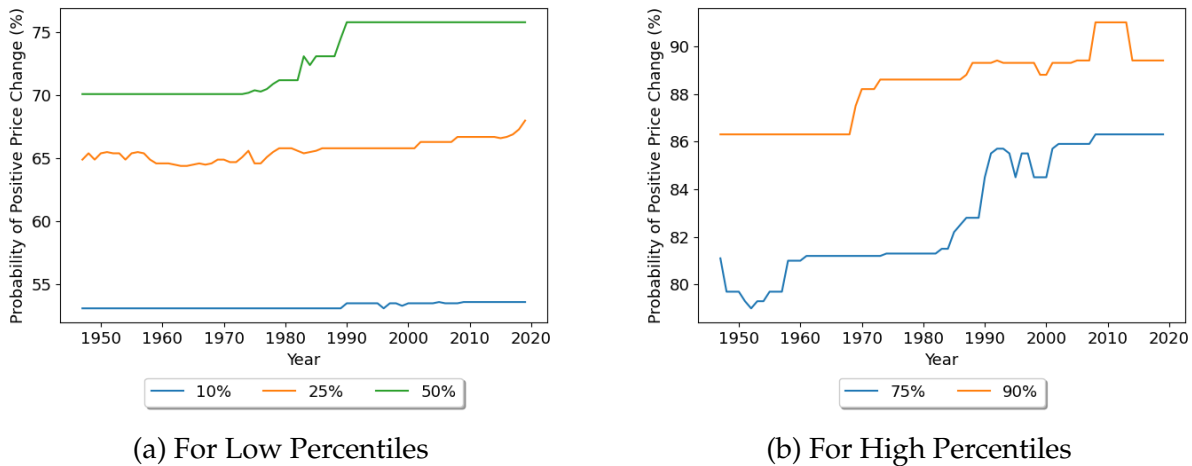 Probability of Positive Price Change (%)
75
70
65
60
55
1950 1960 1970 1980 1990 2000 2010 2020
Year
10% 25% 50%
(a) For Low Percentiles
Probability of Positive Price Change (%)
90
88
86
84
82
80
1950 1960 1970 1980 1990 2000 2010 2020
Year
75% 90%
(b) For High Percentiles